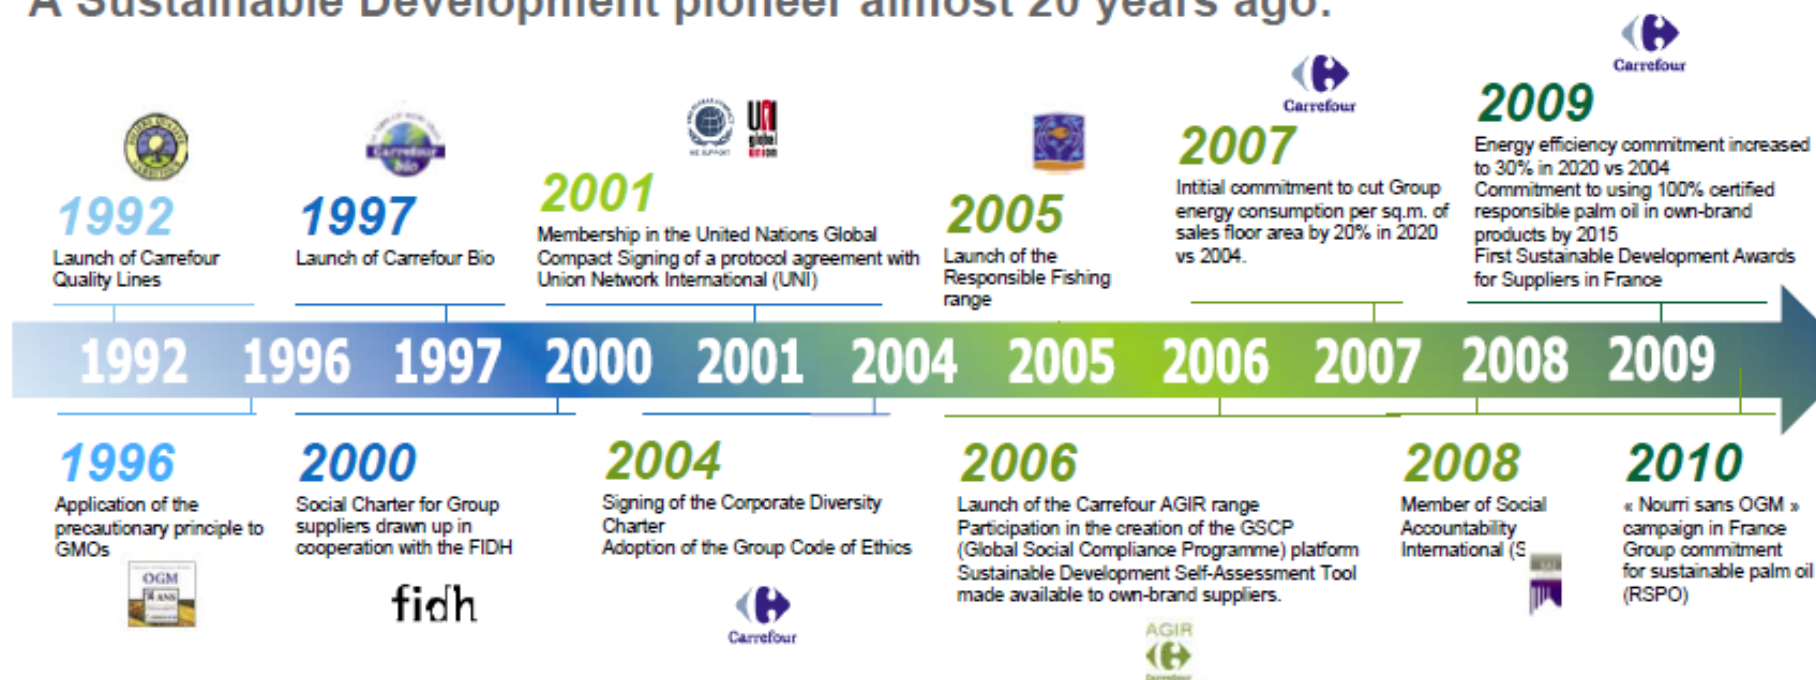 A Sustainable Development pioneer almost 20 years ago.
Carrefour
Carrefour
UNI
global
union
WE SUPPORT
Carrefour
bio
1992
Launch of Carrefour
Quality Lines
1997
Launch of Carrefour Bio
2001
Membership in the United Nations Global
Compact Signing of a protocol agreement with
Union Network International (UNI)
2005
Launch of the
Responsible Fishing
range
2007
Intitial commitment to cut Group
energy consumption per sq.m. of
sales floor area by 20% in 2020
vs 2004.
2009
Energy efficiency commitment increased
to 30% in 2020 vs 2004
Commitment to using 100% certified
responsible palm oil in own-brand
products by 2015
First Sustainable Development Awards
for Suppliers in France
1992 1996 1997 2000 2001 2004 2005 2006 2007 2008 2009
1996
Application of the
precautionary principle to
GMOs
OGM
SANS
2000
Social Charter for Group
suppliers drawn up in
cooperation with the FIDH
fidh
2004
Signing of the Corporate Diversity
Charter
Adoption of the Group Code of Ethics
Carrefour
2006
Launch of the Carrefour AGIR range
Participation in the creation of the GSCP
(Global Social Compliance Programme) platform
Sustainable Development Self-Assessment Tool
made available to own-brand suppliers.
AGIR
Carrefour
2008
Member of Social
Accountability
International (S
2010
« Nourri sans OGM »
campaign in France
Group commitment
for sustainable palm oil
(RSPO)